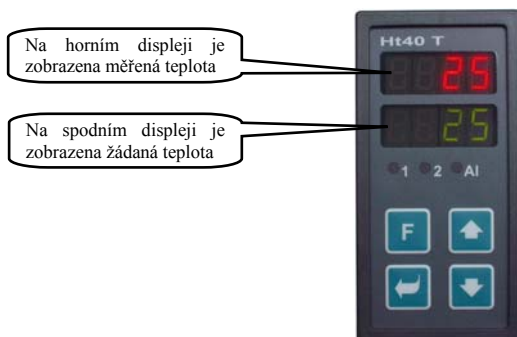 Na horním displeji je
zobrazena měřená teplota
Na spodním displeji je
zobrazena žádaná teplota
Ht40 T
25
25
1 2 Al
F